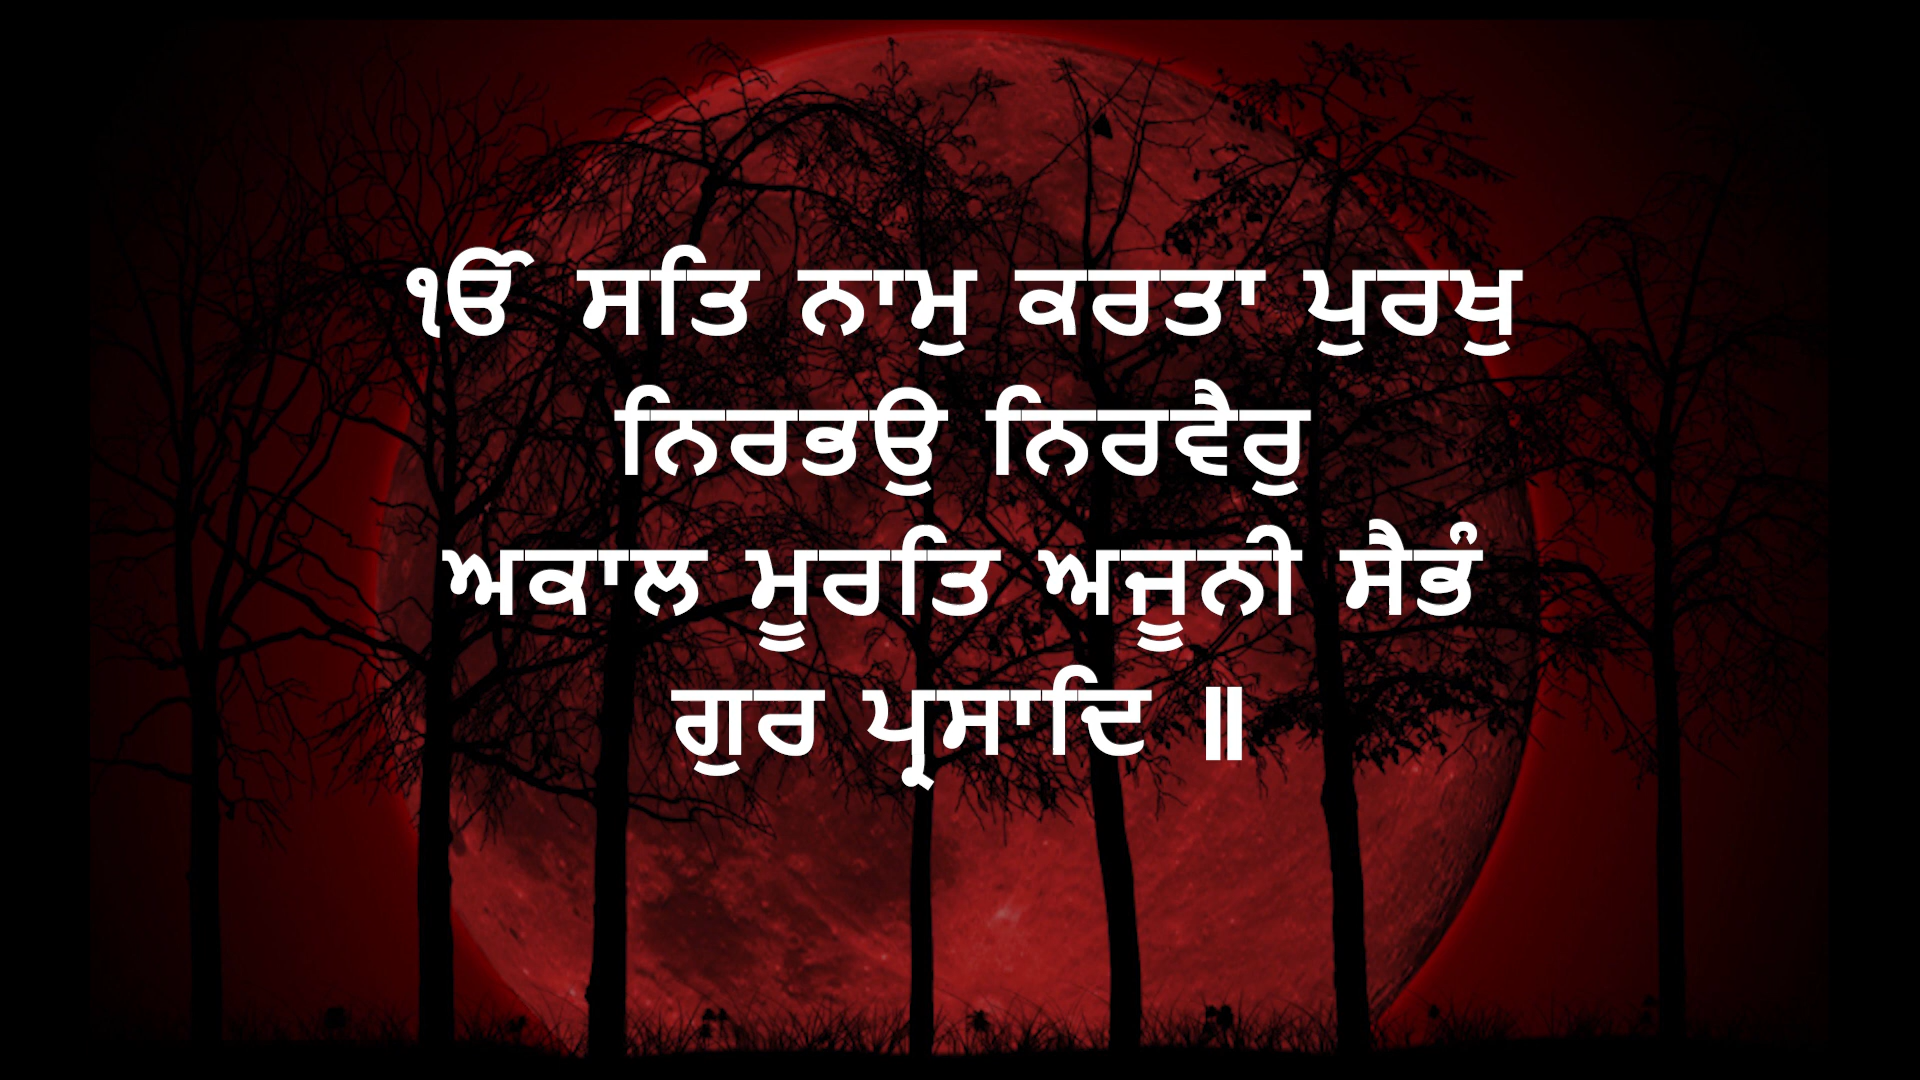 ੴ ਸਤਿ ਨਾਮੁ ਕਰਤਾ ਪੁਰਖੁ
ਨਿਰਭਉ ਨਿਰਵੈਰੁ
ਅਕਾਲ ਮੂਰਤਿ ਅਜੂਨੀ ਸੈਭੰ
ਗੁਰ ਪ੍ਰਸਾਦਿ ॥